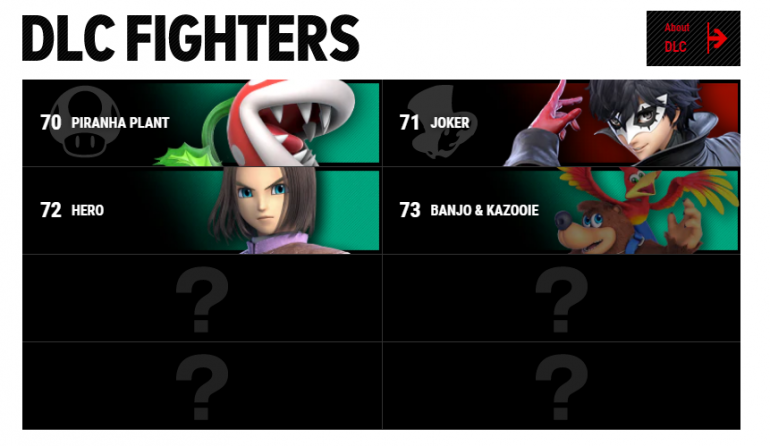 DLC FIGHTERS
About
DLC
70 PIRANHA PLANT
71 JOKER
72 HERO
73 BANJO & KAZOOIE
? ?
? ?